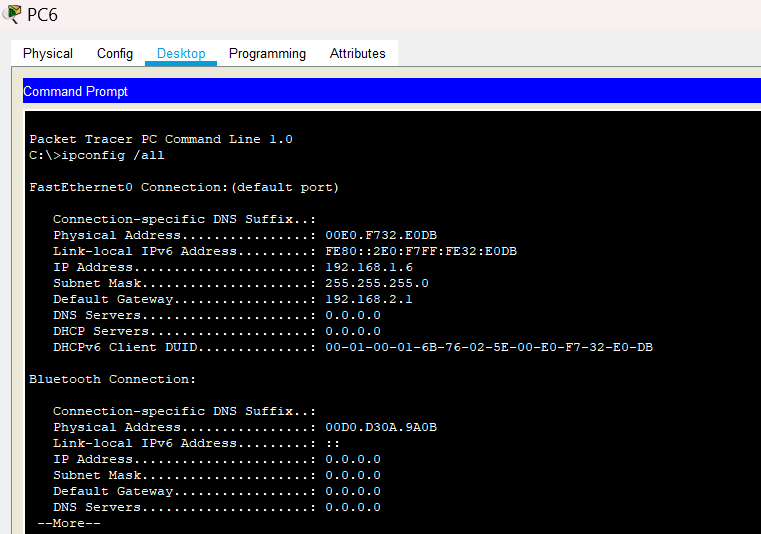 PC6
Physical Config Desktop Programming Attributes
Command Prompt
Packet Tracer PC Command Line 1.0
C:\>ipconfig /all
FastEthernet0 Connection:(default port)
Connection-specific DNS Suffix..:
Physical Address................: 00E0.F732.E0DB
Link-local IPv6 Address.........: FE80::2E0:F7FF:FE32:E0DB
IP Address......................: 192.168.1.6
Subnet Mask.....................: 255.255.255.0
Default Gateway.................: 192.168.2.1
DNS Servers.....................: 0.0.0.0
DHCP Servers....................: 0.0.0.0
DHCPv6 Client DUID..............: 00-01-00-01-6B-76-02-5E-00-E0-F7-32-E0-DB
Bluetooth Connection:
Connection-specific DNS Suffix..:
Physical Address................: 00D0.D30A.9A0B
Link-local IPv6 Address.........: ::
IP Address......................: 0.0.0.0
Subnet Mask.....................: 0.0.0.0
Default Gateway.................: 0.0.0.0
DNS Servers.....................: 0.0.0.0
--More--